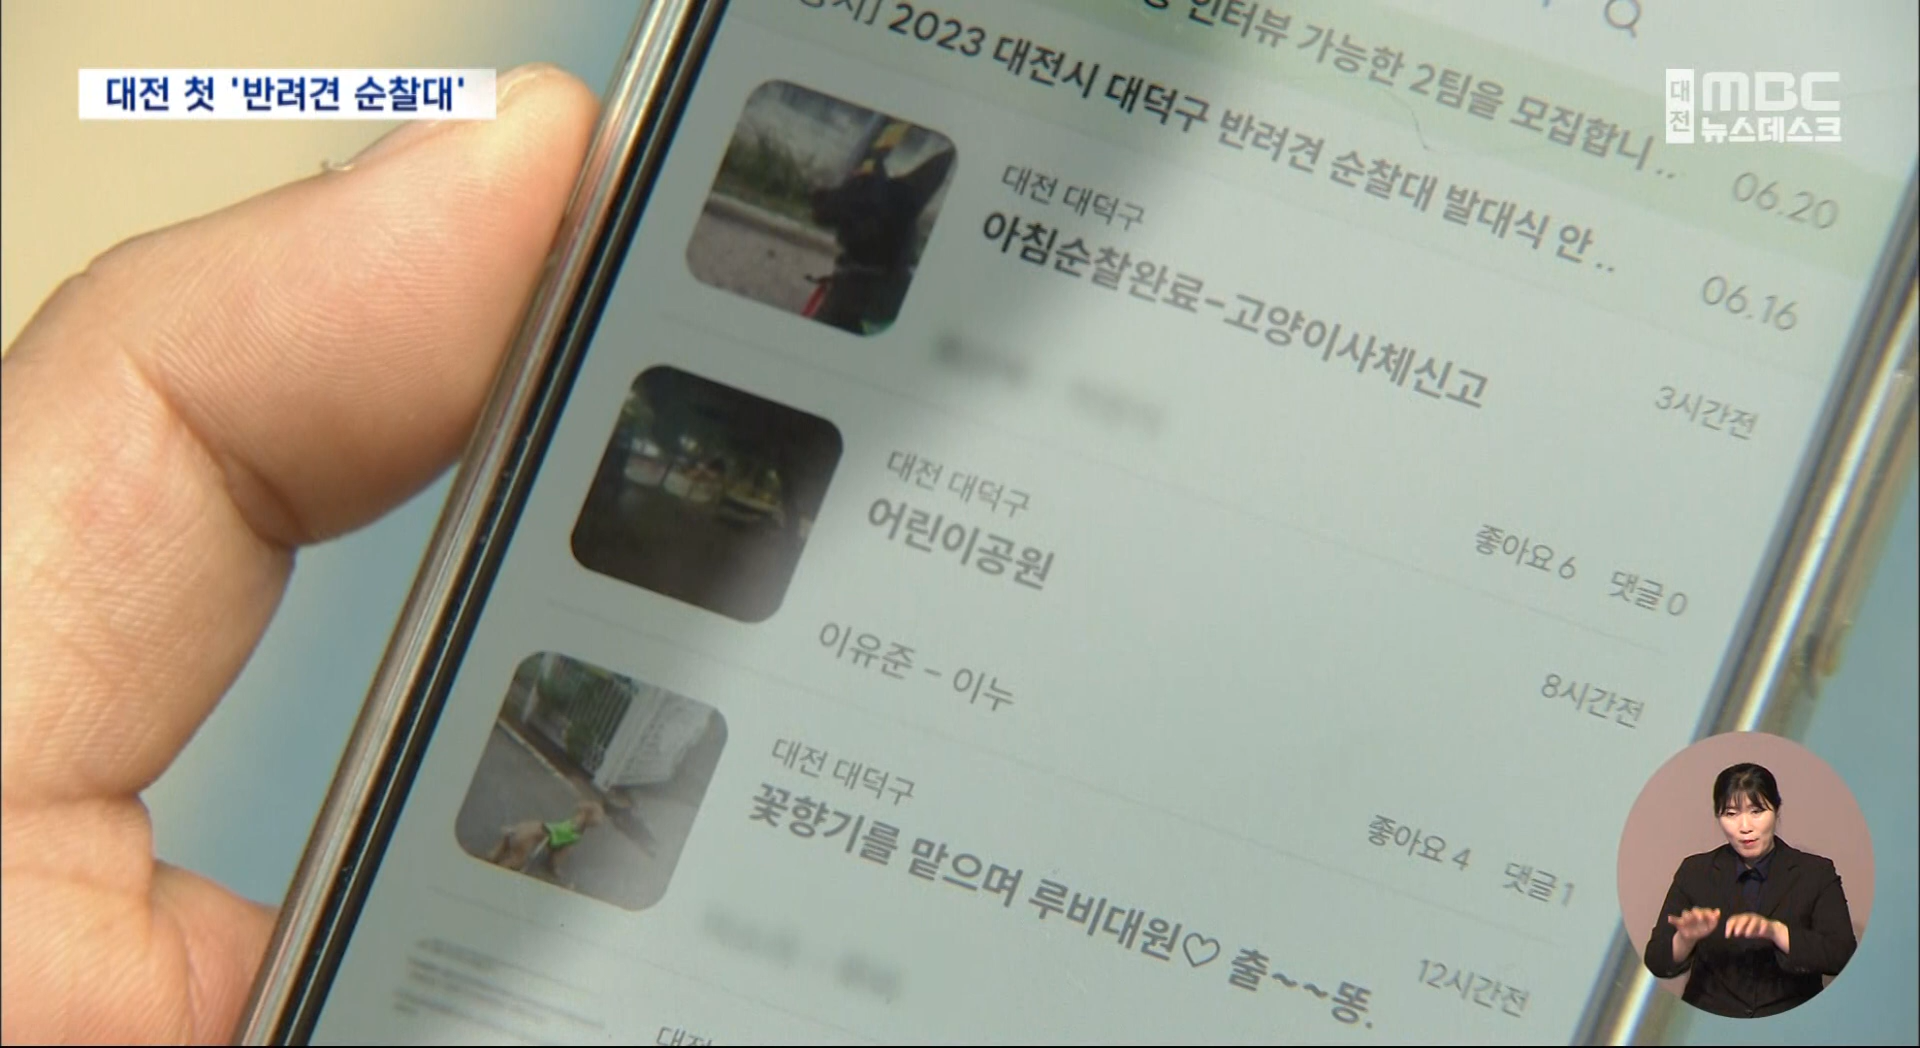 대전 첫 '반려견 순찰대'
대전
MBC
뉴스데스크
인터뷰 가능한 2팀을 모집합니..
06.20
2023 대전시 대덕구 반려견 순찰대 발대식 안..
06.16
대전 대덕구
아침순찰완료-고양이사체신고
3시간전
좋아요 6 댓글 0
대전 대덕구
어린이공원
이유준 - 이누
8시간전
좋아요 4 댓글 1
대전 대덕구
꽃향기를 맡으며 루비대원♡ 출~~똥.
12시간전